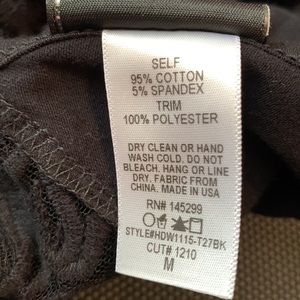 SELF
95% COTTON
5% SPANDEX
TRIM
100% POLYESTER
DRY CLEAN OR HAND
WASH COLD. DO NOT
BLEACH. HANG OR LINE
DRY. FABRIC FROM
CHINA. MADE IN USA
RN# 145299
STYLE#HDW1115-T27BK
CUT# 1210
M